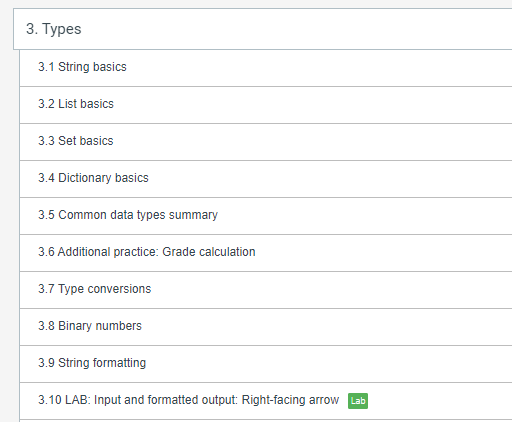 3. Types
3.1 String basics
3.2 List basics
3.3 Set basics
3.4 Dictionary basics
3.5 Common data types summary
3.6 Additional practice: Grade calculation
3.7 Type conversions
3.8 Binary numbers
3.9 String formatting
3.10 LAB: Input and formatted output: Right-facing arrow Lab